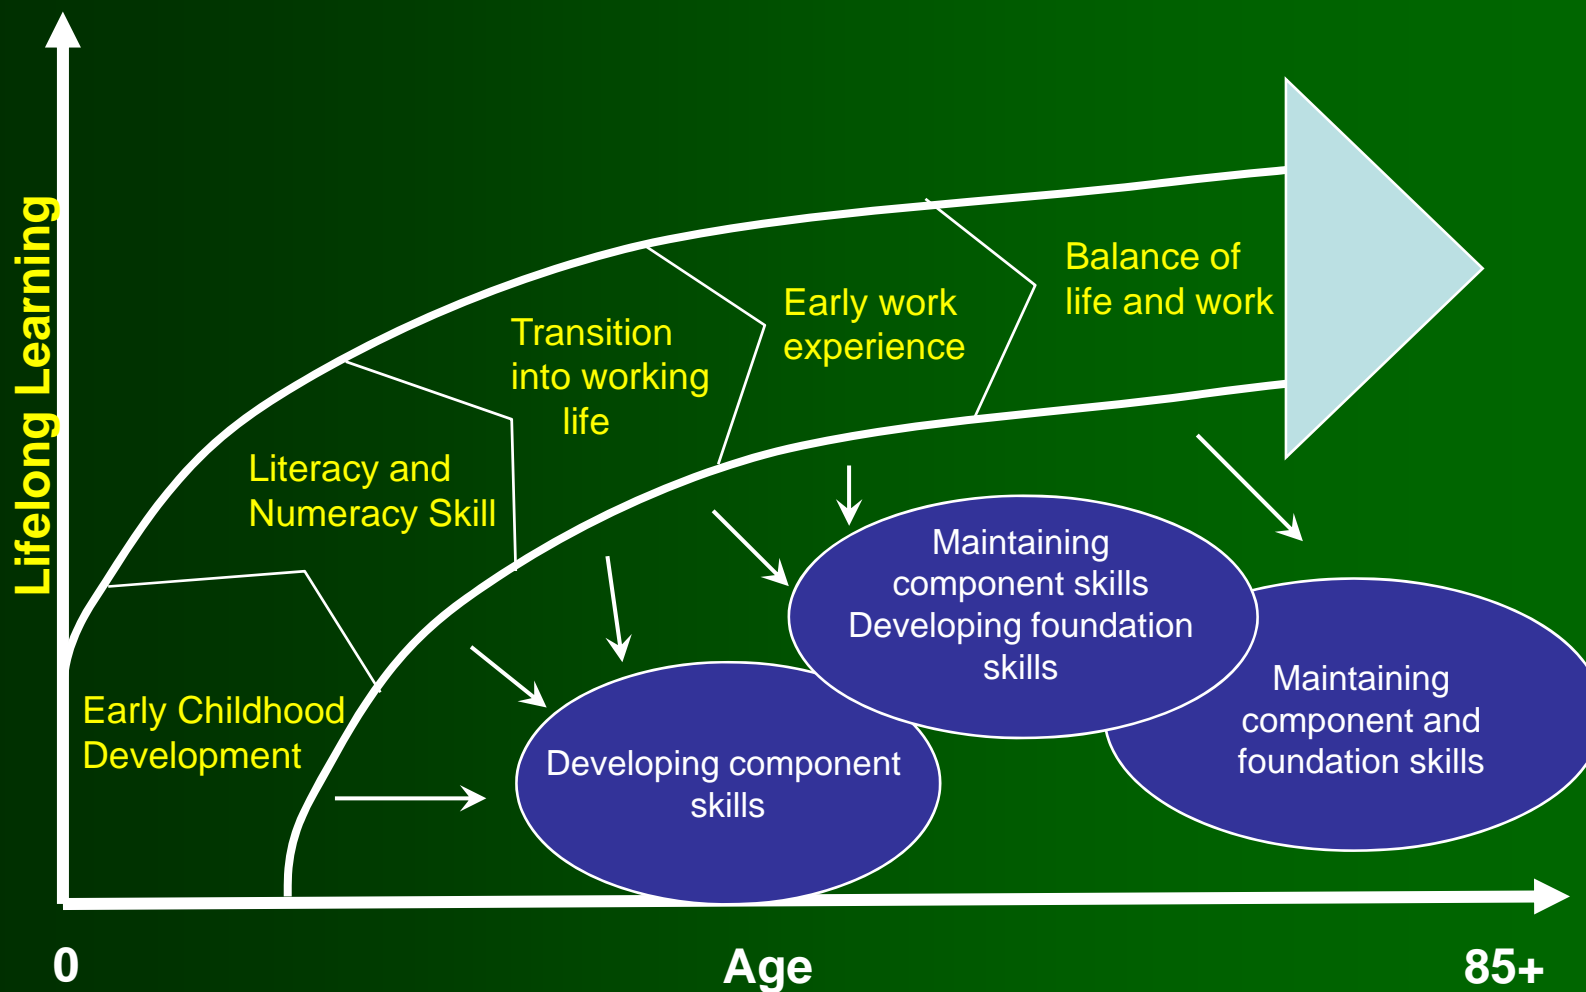 Lifelong Learning
Balance of
life and work
Early work
experience
Transition
into working
life
Literacy and
Numeracy Skill
Early Childhood
Development
Maintaining
component skills
Developing foundation
skills
Maintaining
component and
foundation skills
Developing component
skills
0
Age
85+